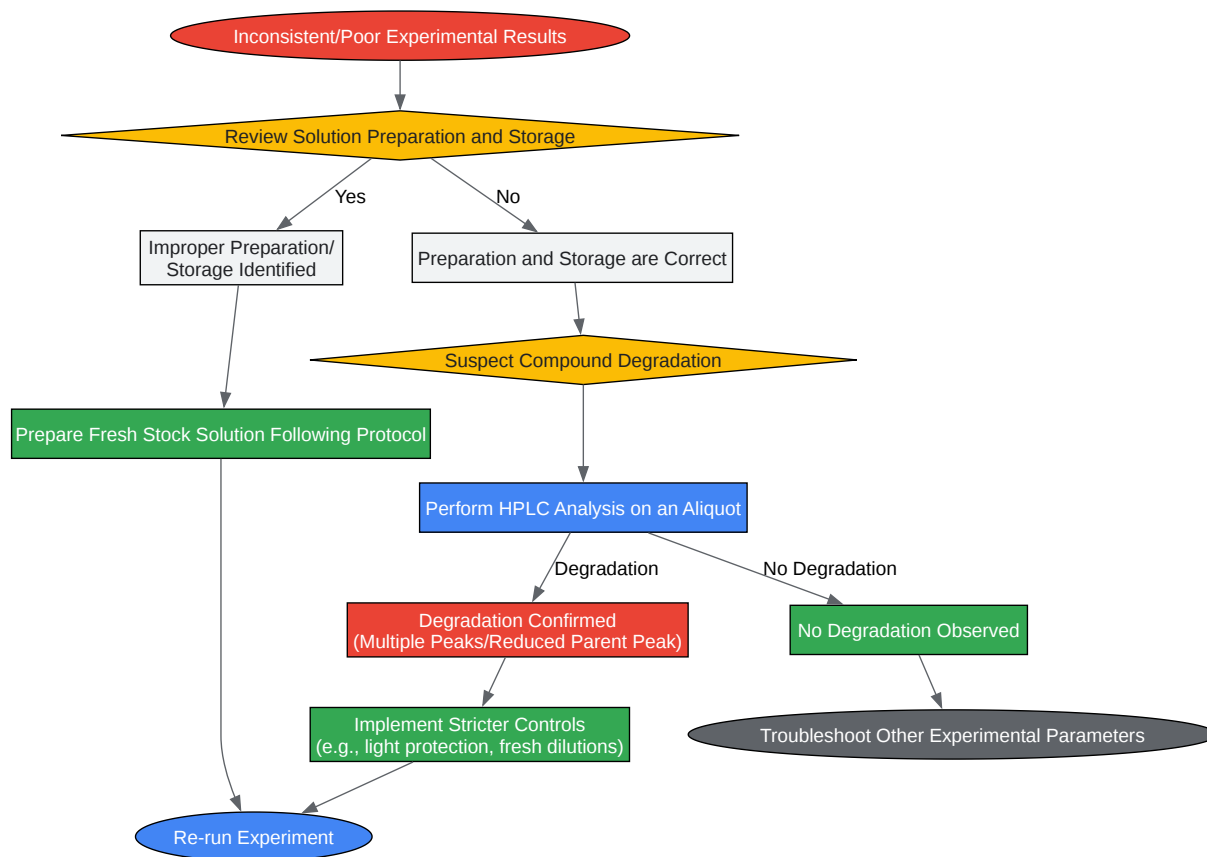 Inconsistent/Poor Experimental Results
Review Solution Preparation and Storage
Yes
No
Improper Preparation/
Storage Identified
Preparation and Storage are Correct
Suspect Compound Degradation
Prepare Fresh Stock Solution Following Protocol
Perform HPLC Analysis on an Aliquot
Degradation
No Degradation
Degradation Confirmed
(Multiple Peaks/Reduced Parent Peak)
No Degradation Observed
Implement Stricter Controls
(e.g., light protection, fresh dilutions)
Troubleshoot Other Experimental Parameters
Re-run Experiment